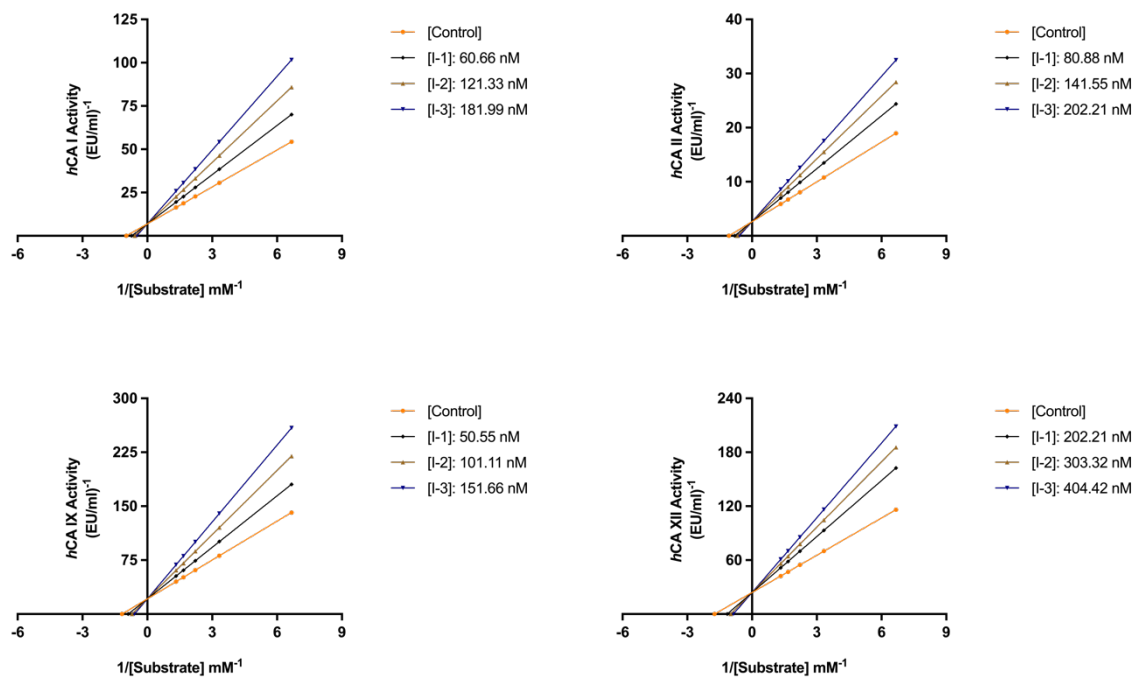 125
100
75
50
25
-6 -3 0 3 6 9
hCA I Activity
(EU/ml)-1
1/[Substrate] mM-1
[Control]
[I-1]: 60.66 nM
[I-2]: 121.33 nM
[I-3]: 181.99 nM
40
30
20
10
-6 -3 0 3 6 9
hCA II Activity
(EU/ml)-1
1/[Substrate] mM-1
[Control]
[I-1]: 80.88 nM
[I-2]: 141.55 nM
[I-3]: 202.21 nM
300
225
150
75
-6 -3 0 3 6 9
hCA IX Activity
(EU/ml)-1
1/[Substrate] mM-1
[Control]
[I-1]: 50.55 nM
[I-2]: 101.11 nM
[I-3]: 151.66 nM
240
180
120
60
-6 -3 0 3 6 9
hCA XII Activity
(EU/ml)-1
1/[Substrate] mM-1
[Control]
[I-1]: 202.21 nM
[I-2]: 303.32 nM
[I-3]: 404.42 nM